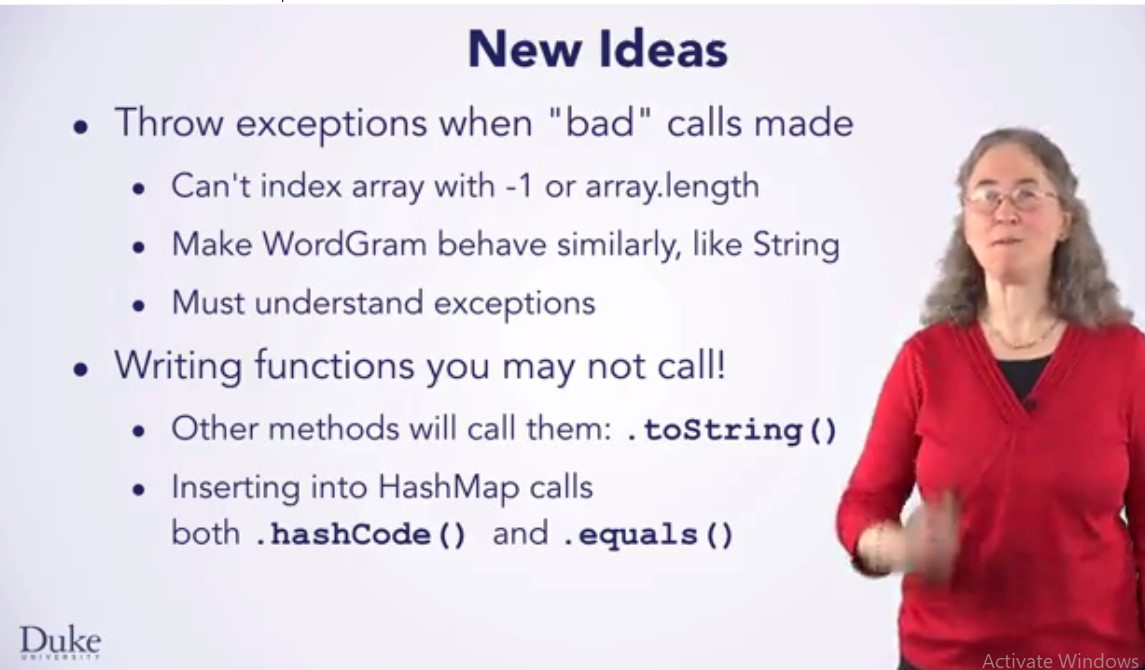 New Ideas
• Throw exceptions when "bad" calls made
• Can't index array with -1 or array.length
• Make WordGram behave similarly, like String
• Must understand exceptions
• Writing functions you may not call!
• Other methods will call them: .toString()
• Inserting into HashMap calls
both .hashCode() and .equals()
Duke
UNIVERSITY
Activate Windows